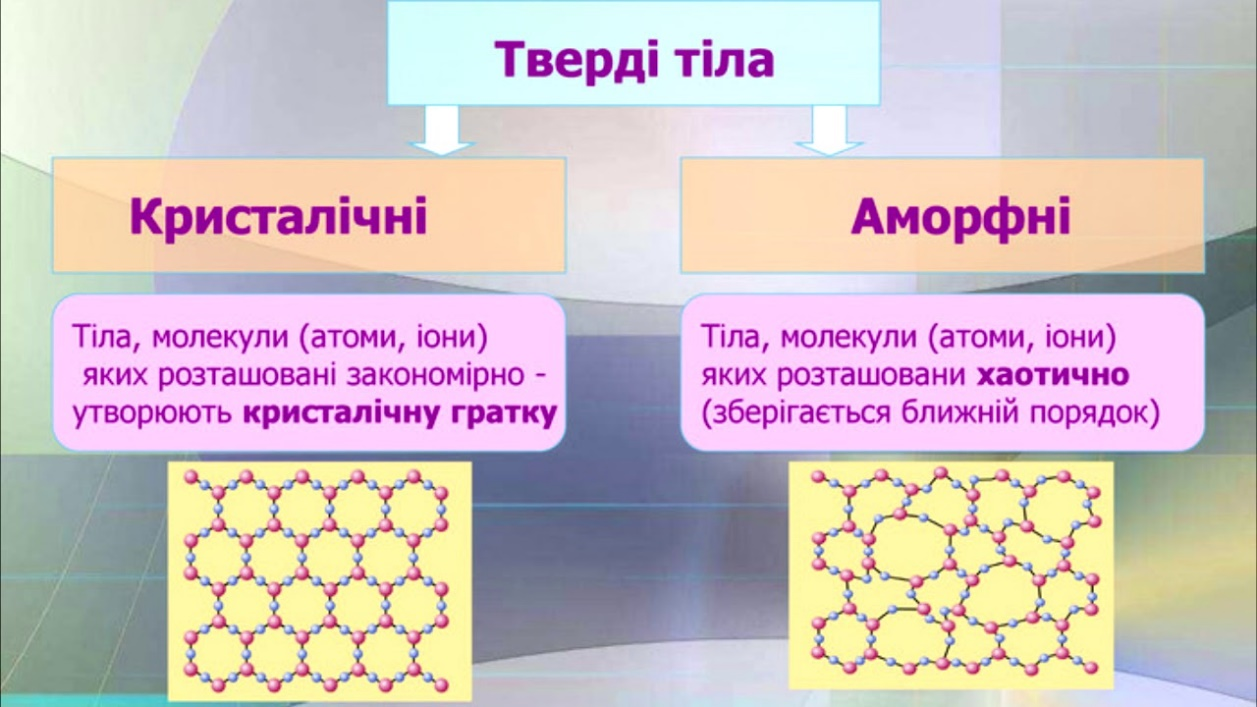 Тверді тіла
Кристалічні
Аморфні
Тіла, молекули (атоми, іони)
яких розташовані закономірно -
утворюють кристалічну гратку
Тіла, молекули (атоми, іони)
яких розташовани хаотично
(зберігається ближній порядок)